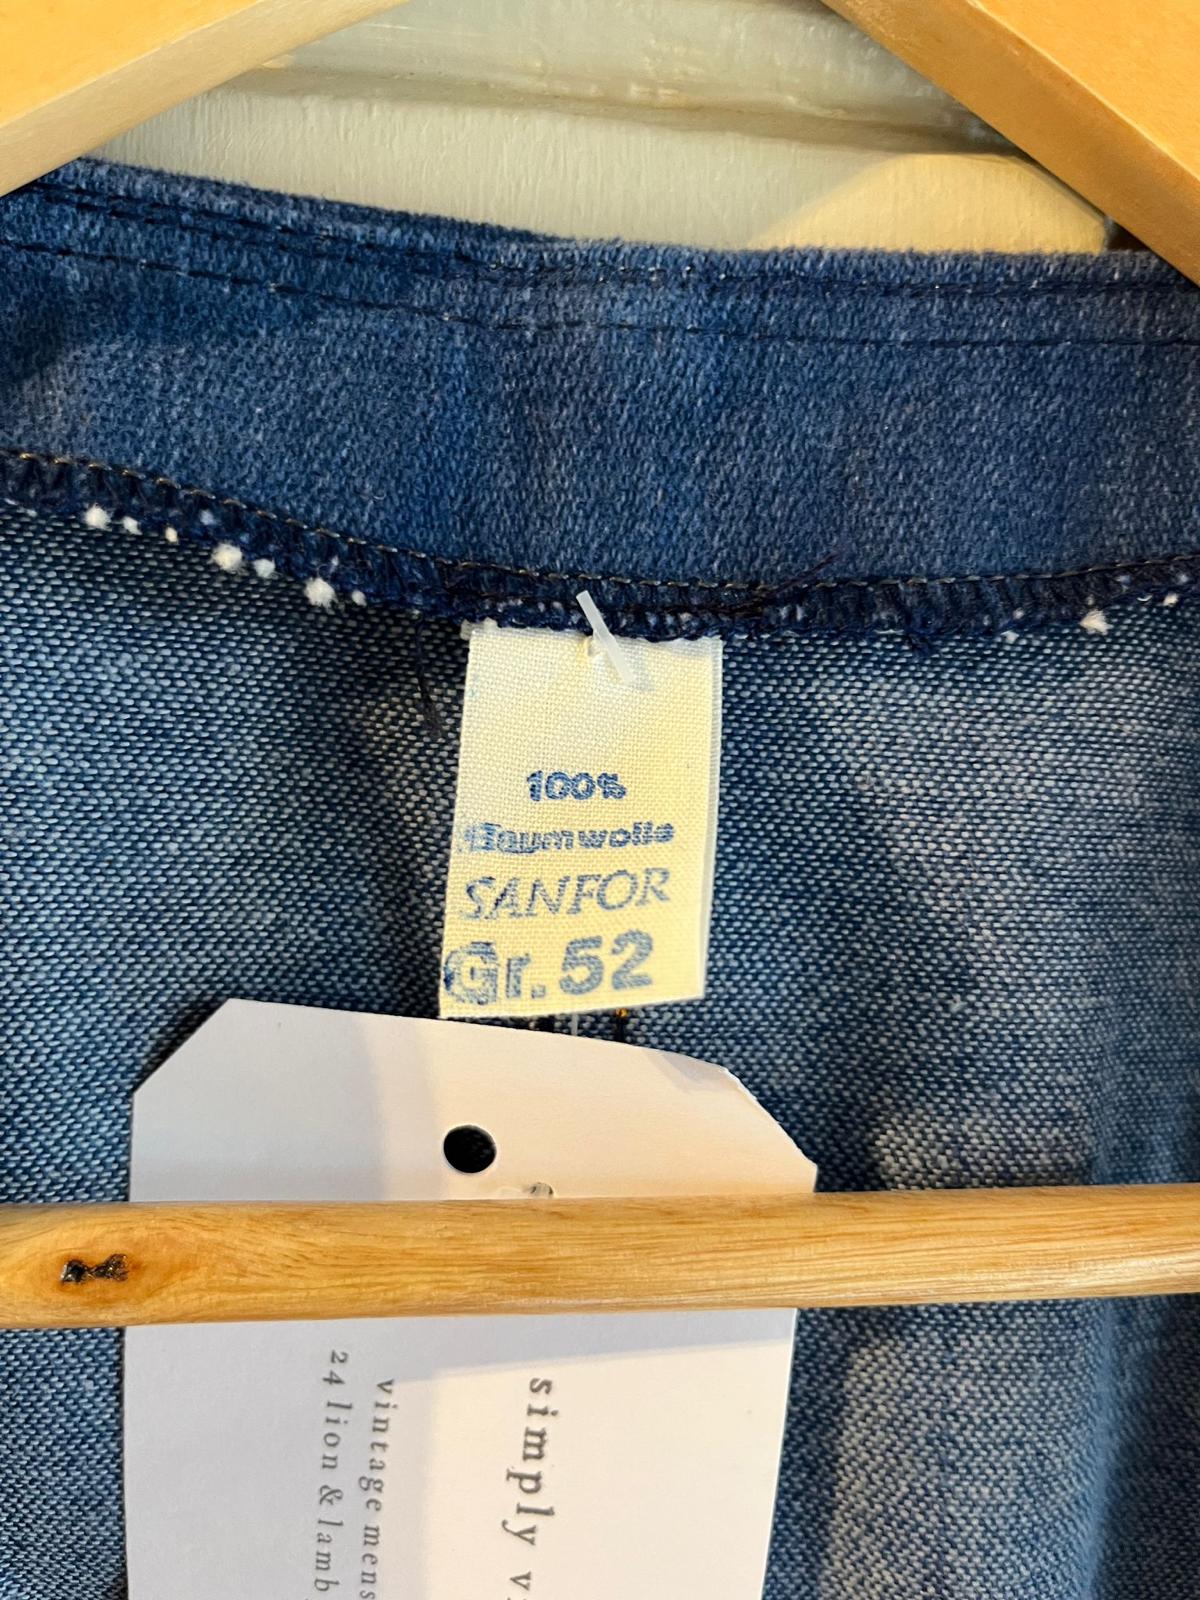 100%
Baumwolle
SANFOR
Gr. 52
simply
vintage mens
24 lion & lamb